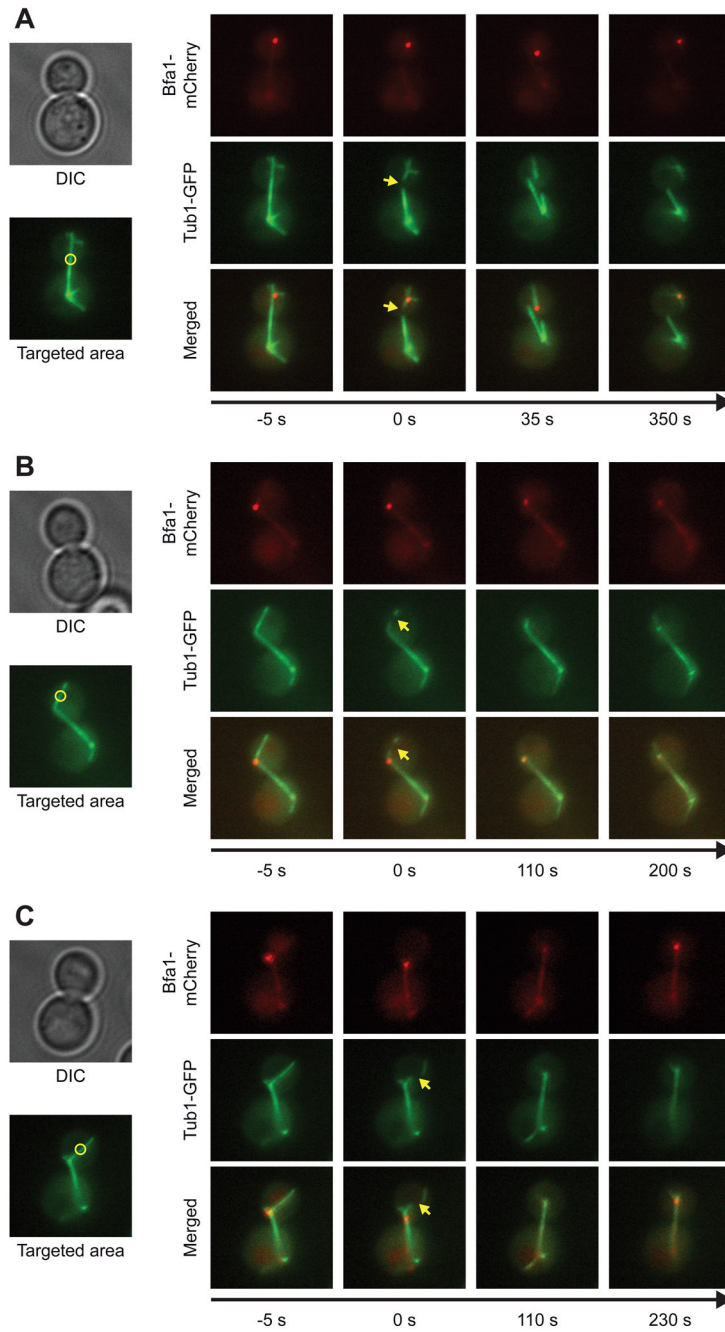 A
Bfa1-
mCherry
DIC
Tub1-GFP
Targeted area
Merged
-5 s
0 s
35 s
350 s
B
Bfa1-
mCherry
DIC
Tub1-GFP
Targeted area
Merged
-5 s
0 s
110 s
200 s
C
Bfa1-
mCherry
DIC
Tub1-GFP
Targeted area
Merged
-5 s
0 s
110 s
230 s